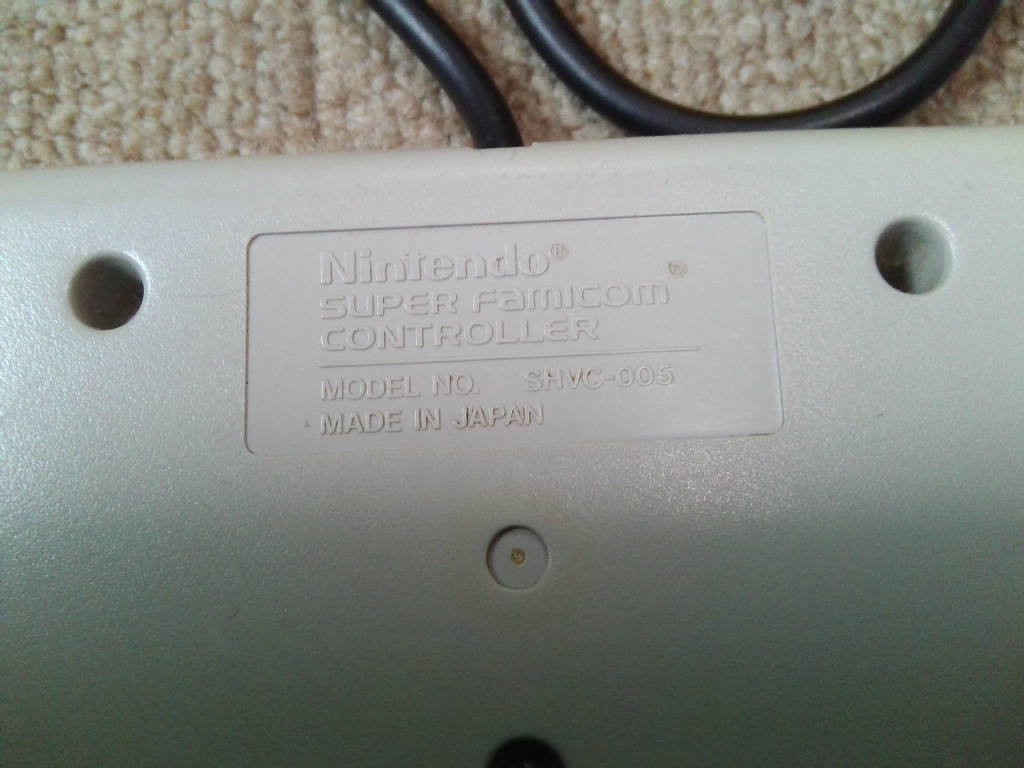 Nintendo®
SUPER FAMICOM®
CONTROLLER
MODEL NO. SHVC-005
MADE IN JAPAN